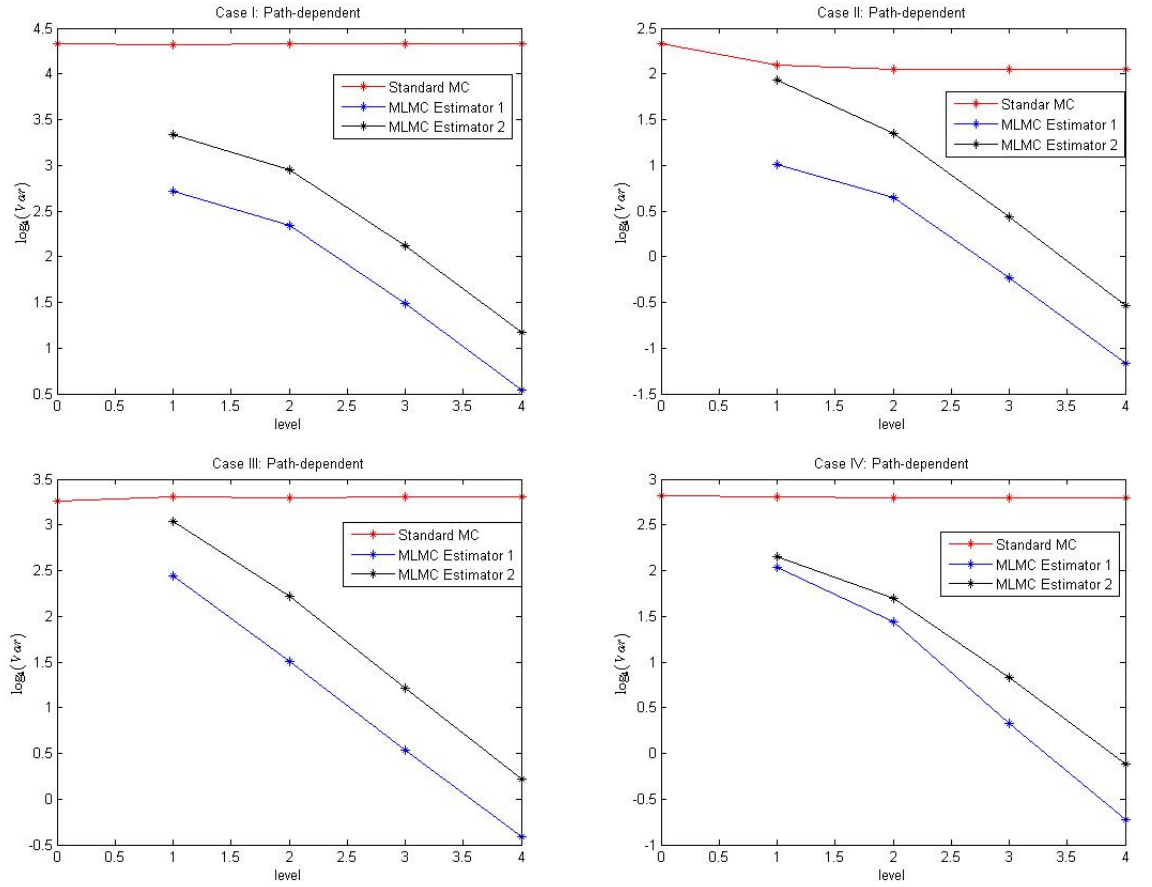 Case I: Path-dependent
4.5
4
3.5
3
2.5
2
1.5
1
0.5
log₄(Var)
0 0.5 1 1.5 2 2.5 3 3.5 4
level
Standard MC
MLMC Estimator 1
MLMC Estimator 2
Case II: Path-dependent
2.5
2
1.5
1
0.5
0
-0.5
-1
-1.5
log₄(Var)
0 0.5 1 1.5 2 2.5 3 3.5 4
level
Standar MC
MLMC Estimator 1
MLMC Estimator 2
Case III: Path-dependent
3.5
3
2.5
2
1.5
1
0.5
0
-0.5
log₄(Var)
0 0.5 1 1.5 2 2.5 3 3.5 4
level
Standard MC
MLMC Estimator 1
MLMC Estimator 2
Case IV: Path-dependent
3
2.5
2
1.5
1
0.5
0
-0.5
-1
log₄(Var)
0 0.5 1 1.5 2 2.5 3 3.5 4
level
Standard MC
MLMC Estimator 1
MLMC Estimator 2